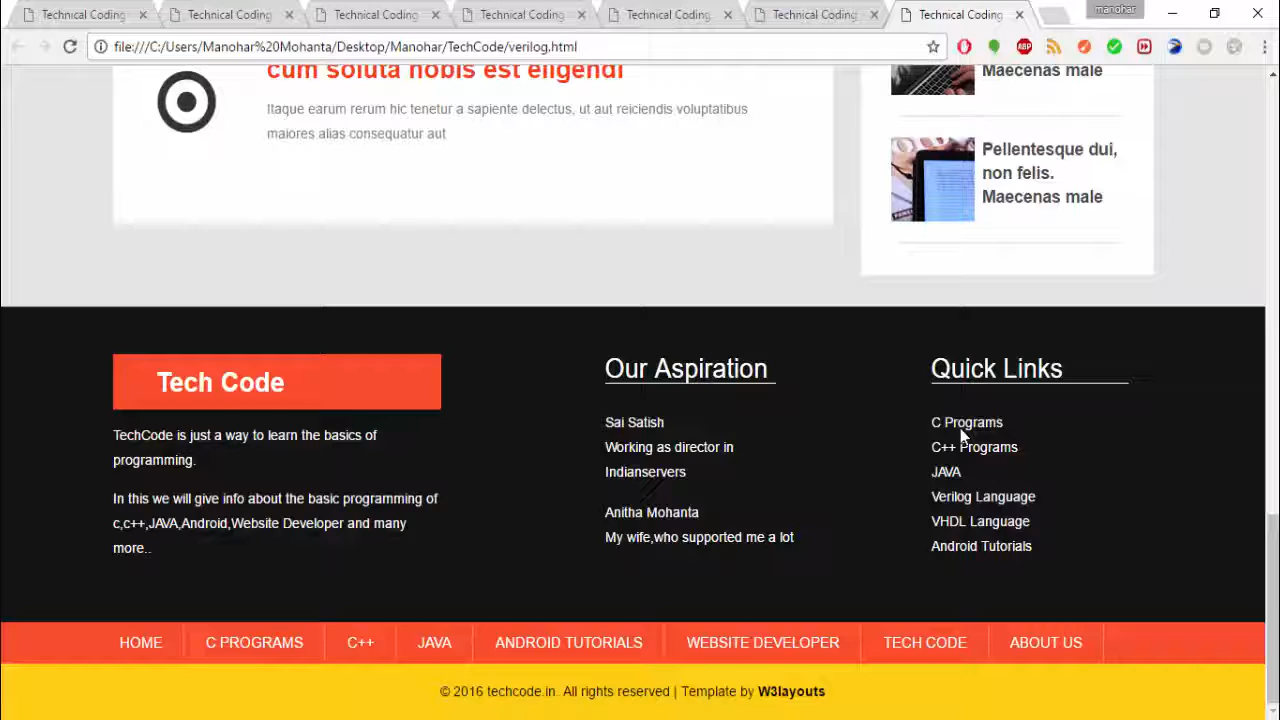 Technical Coding
Technical Coding
Technical Coding
Technical Coding
Technical Coding
Technical Coding
Technical Coding
manohar
file:///C:/Users/Manohar%20Mohanta/Desktop/Manohar/TechCode/verilog.html
ABP
cum soluta nobis est eligendi
Itaque earum rerum hic tenetur a sapiente delectus, ut aut reiciendis voluptatibus
maiores alias consequatur aut
Maecenas male
Pellentesque dui,
non felis.
Maecenas male
Tech Code
TechCode is just a way to learn the basics of
programming.
In this we will give info about the basic programming of
c,c++,JAVA,Android,Website Developer and many
more..
Our Aspiration
Sai Satish
Working as director in
Indianservers
Anitha Mohanta
My wife,who supported me a lot
Quick Links
C Programs
C++ Programs
JAVA
Verilog Language
VHDL Language
Android Tutorials
HOME C PROGRAMS C++ JAVA ANDROID TUTORIALS WEBSITE DEVELOPER TECH CODE ABOUT US
© 2016 techcode.in. All rights reserved | Template by W3layouts